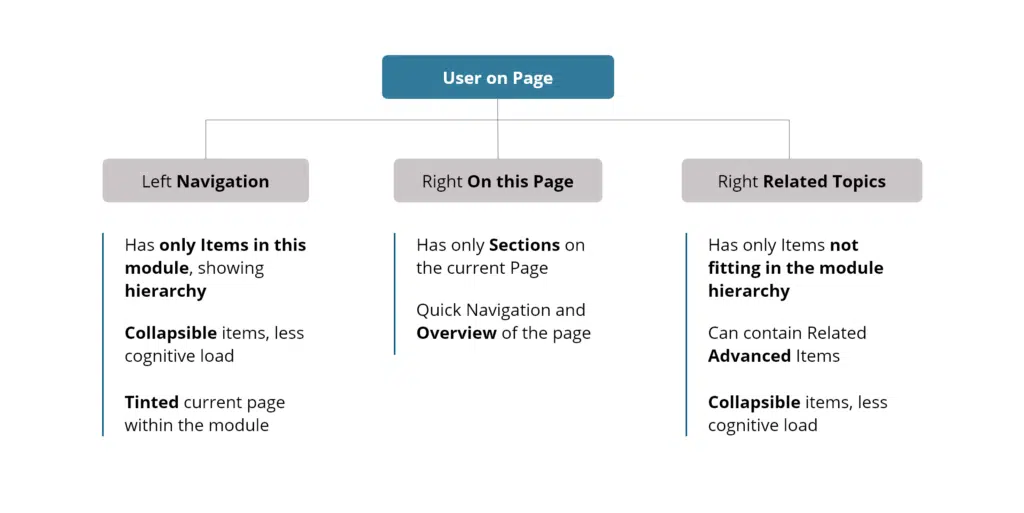 User on Page
Left Navigation
Has only Items in this
module, showing
hierarchy
Collapsible items, less
cognitive load
Tinted current page
within the module
Right On this Page
Has only Sections on
the current Page
Quick Navigation and
Overview of the page
Right Related Topics
Has only Items not
fitting in the module
hierarchy
Can contain Related
Advanced Items
Collapsible items, less
cognitive load